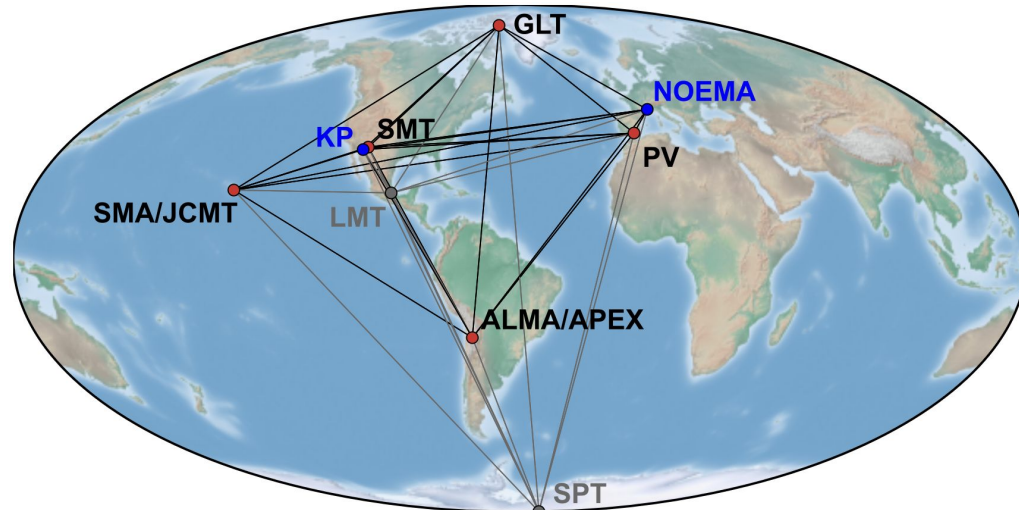 GLT
NOEMA
KP
SMT
PV
SMA/JCMT
LMT
ALMA/APEX
SPT